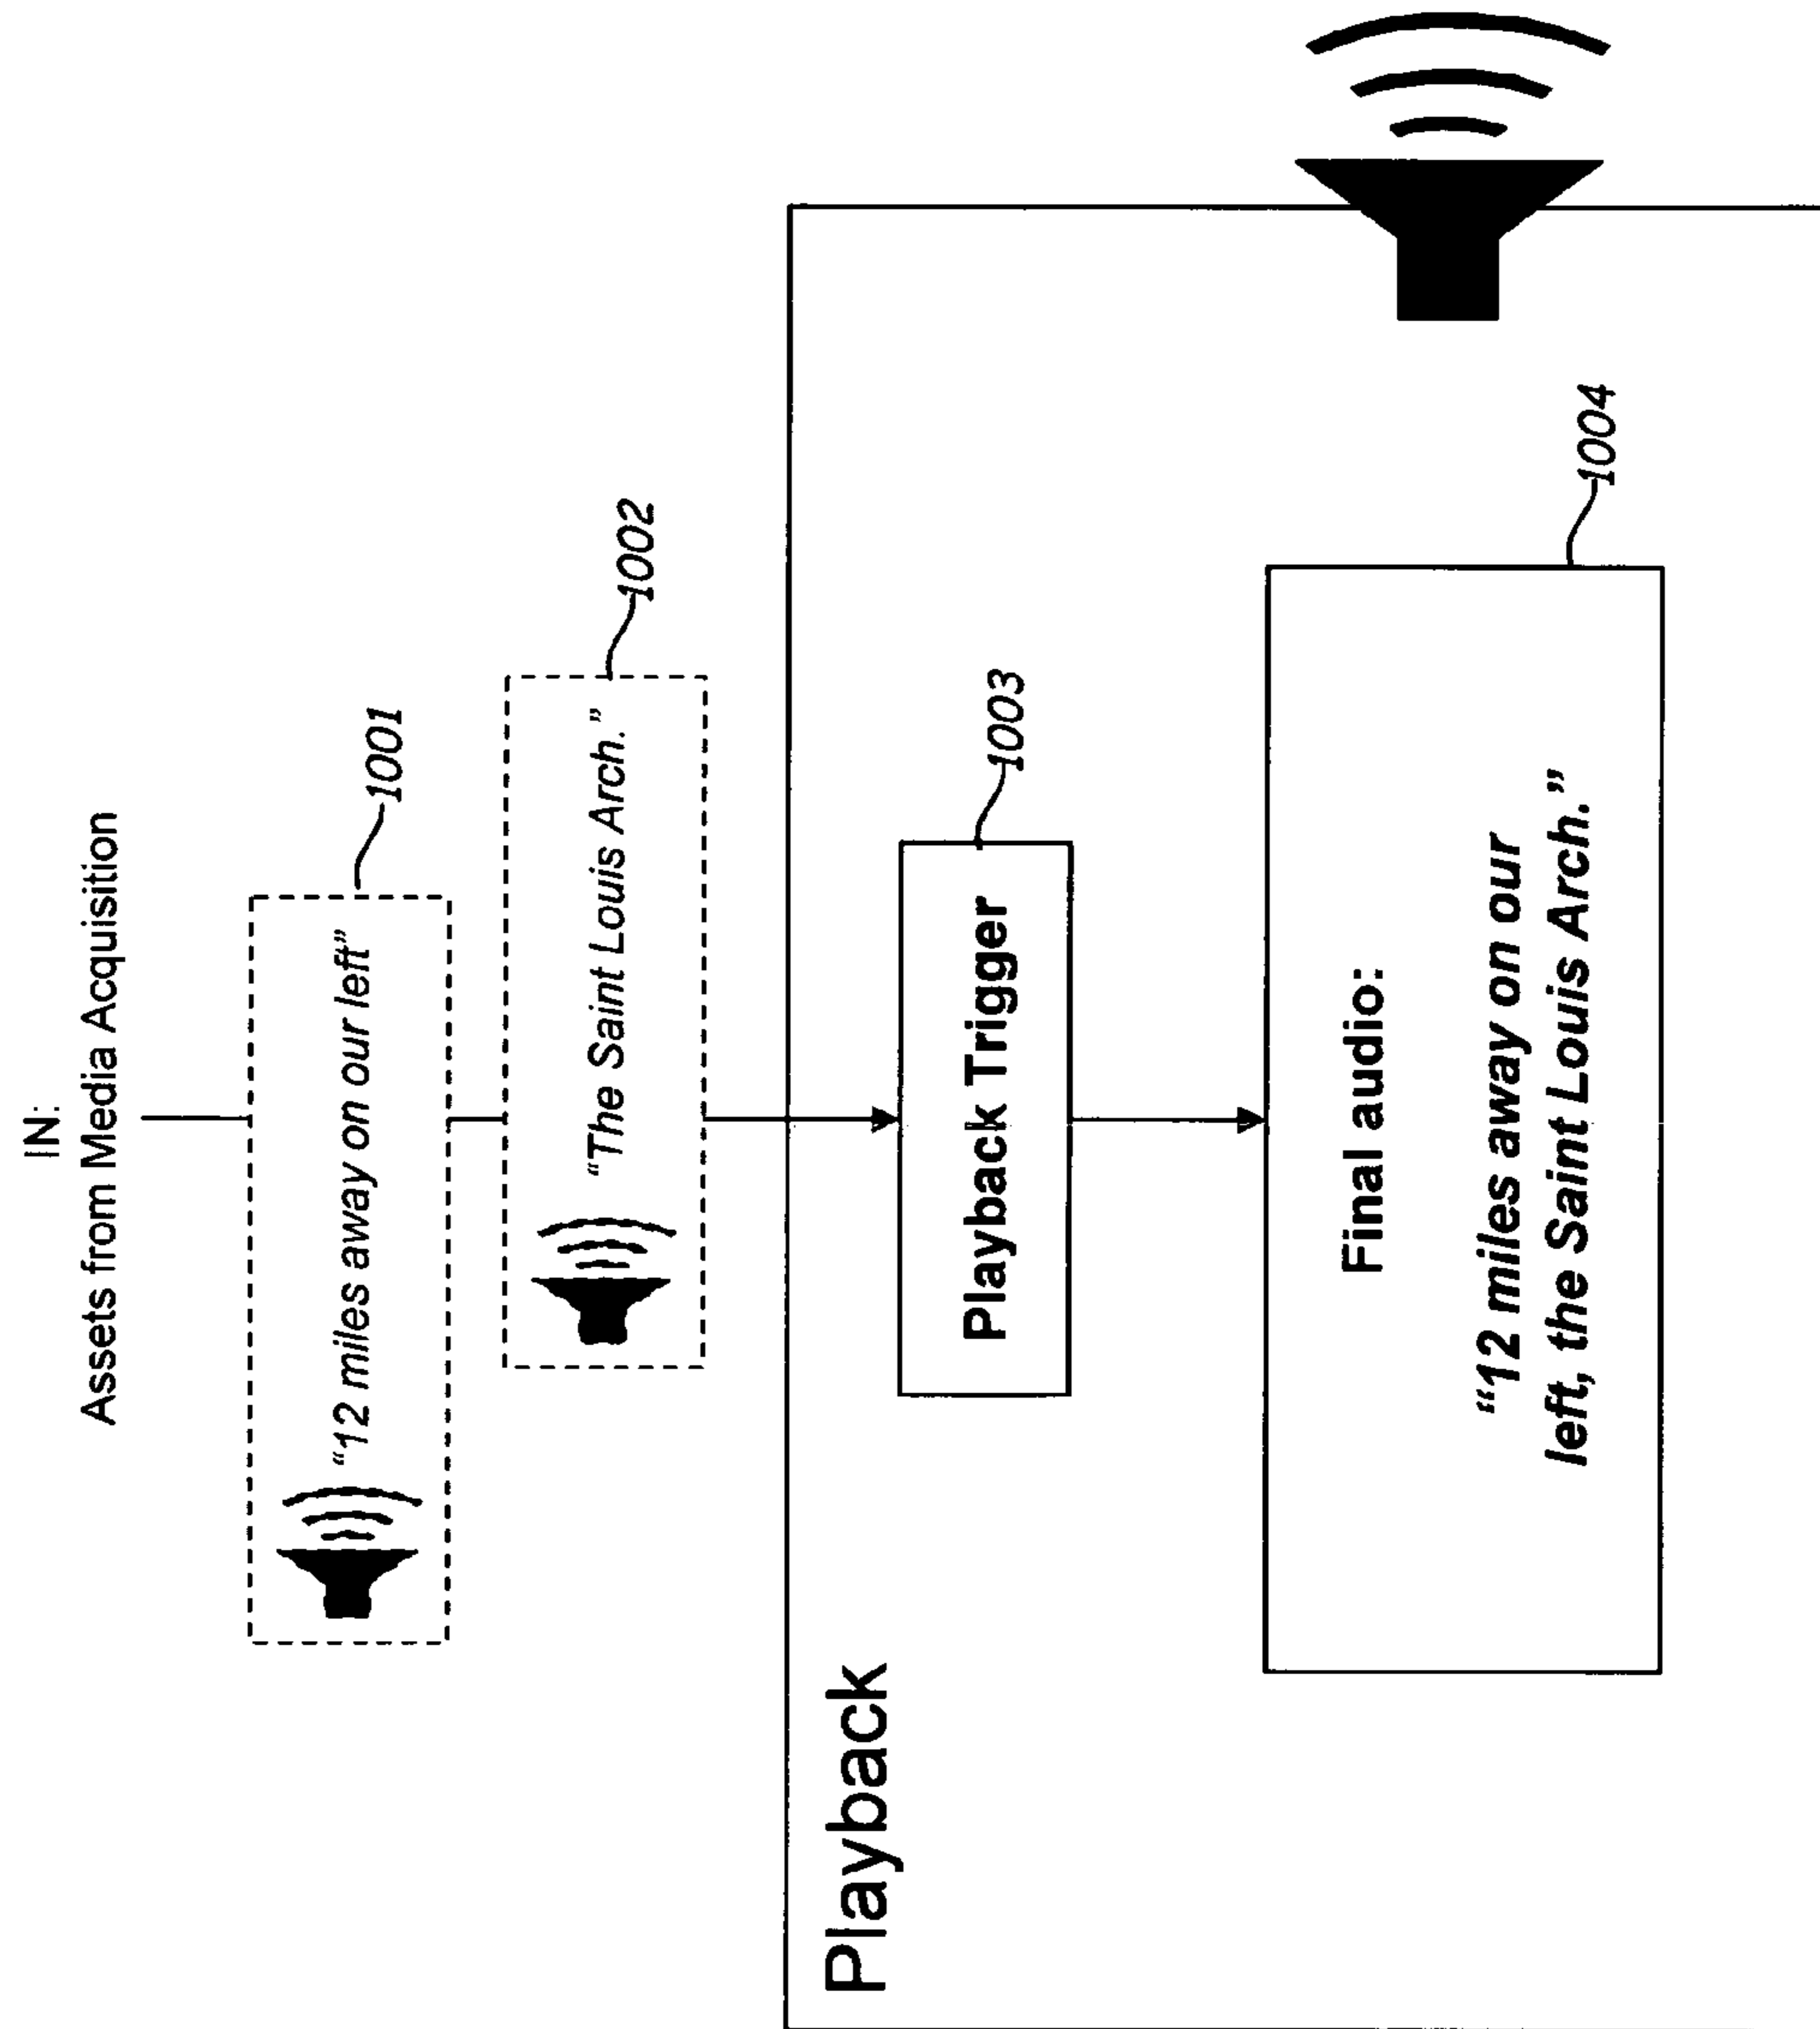 IN:
Assets from Media Acquisition
“12 miles away on our left”
1001
“The Saint Louis Arch.”
1002
Playback
Playback Trigger
1003
Final audio:
“12 miles away on our
left, the Saint Louis Arch.”
1004